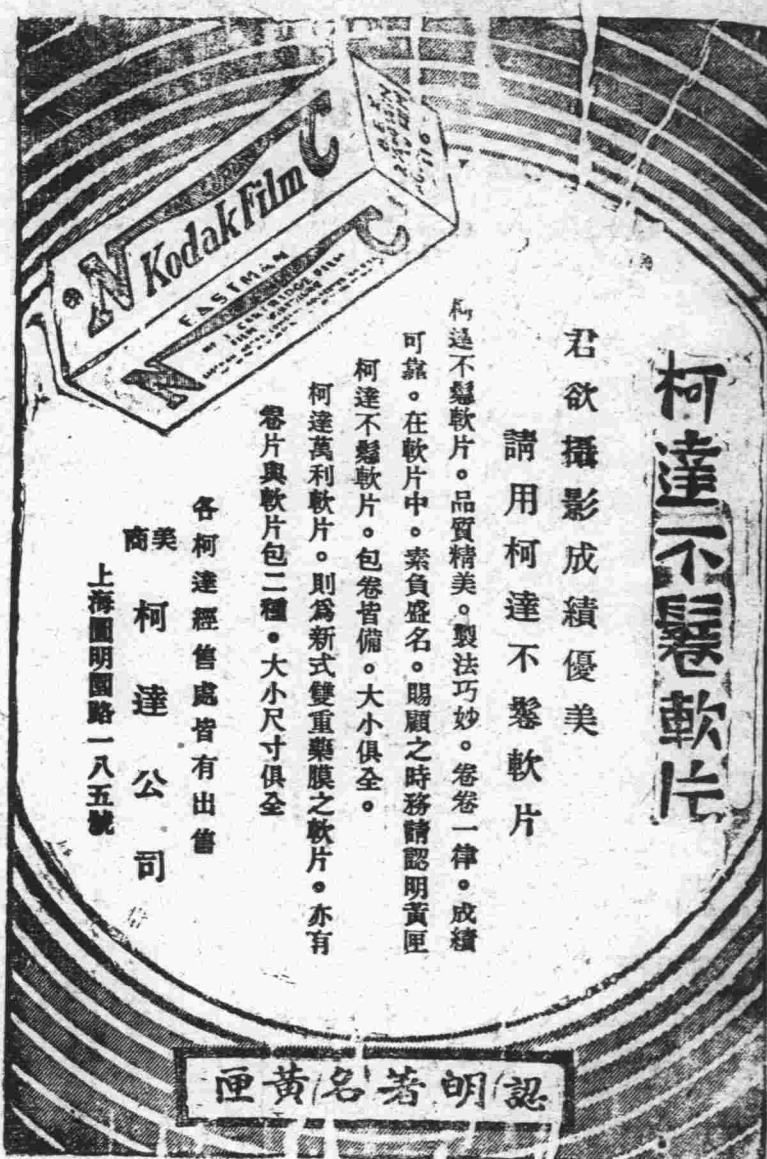 柯達不鬈軟片
君欲攝影成績優美
請用柯達不鬈軟片
柯達不鬈軟片。品質精美。製法巧妙。卷卷一律。成績
可靠。在軟片中。素負盛名。賜顧之時務請認明黃匣
柯達不鬈軟片。包卷皆備。大小俱全。
柯達萬利軟片。則爲新式雙重藥膜之軟片。亦有
卷片與軟片包二種。大小尺寸俱全
各柯達經售處皆有出售
美商 柯達公司
上海圓明園路一八五號
N Kodak Film C
EASTMAN
N C
認明著名黃匣